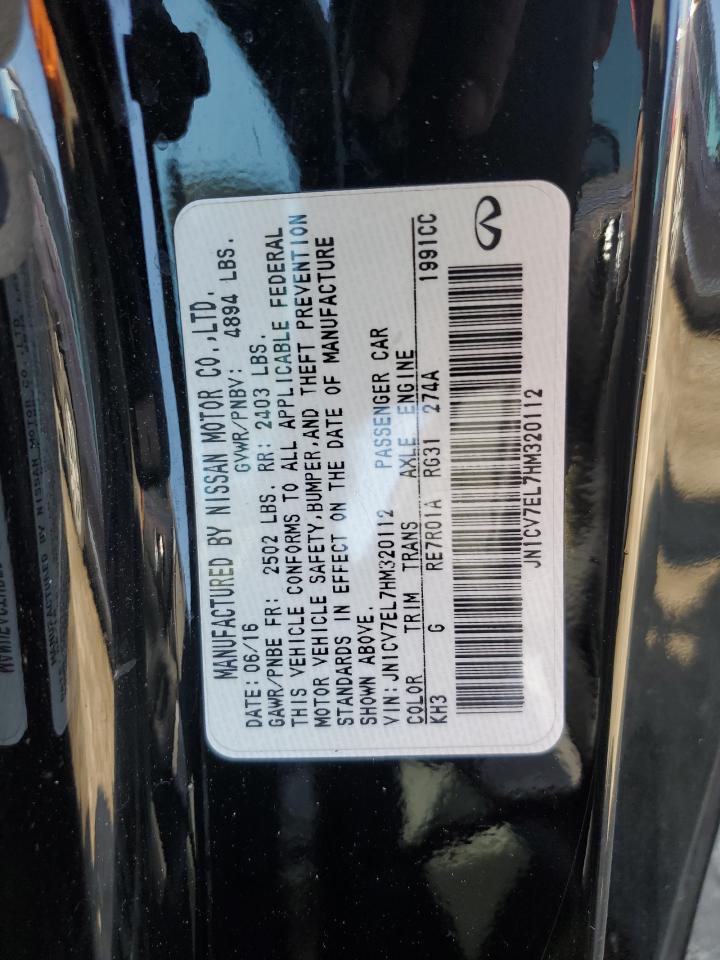 MANUFACTURED BY NISSAN MOTOR CO.,LTD.
DATE: 06/16 GVWR/PNBV: 4894 LBS.
GAWR/PNBE FR: 2502 LBS. RR: 2403 LBS.
THIS VEHICLE CONFORMS TO ALL APPLICABLE FEDERAL
MOTOR VEHICLE SAFETY,BUMPER,AND THEFT PREVENTION
STANDARDS IN EFFECT ON THE DATE OF MANUFACTURE
SHOWN ABOVE.
VIN:JN1CV7EL7HM320112 PASSENGER CAR
COLOR TRIM TRANS AXLE ENGINE
KH3 G RE7R01A RG31 274A 1991CC
JN1CV7EL7HM320112